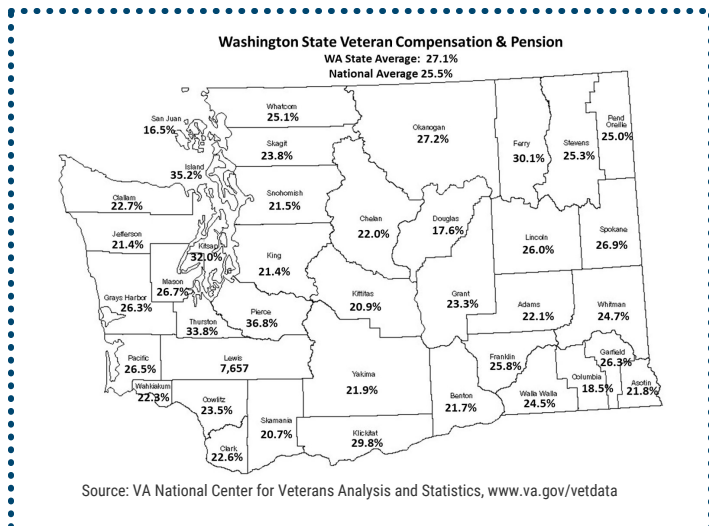 Washington State Veteran Compensation & Pension
WA State Average: 27.1%
National Average 25.5%
San Juan
16.5%
Whatcom
25.1%
Skagit
23.8%
Island
35.2%
Snohomish
21.5%
Okanogan
27.2%
Ferry
30.1%
Stevens
25.3%
Pend
Oreille
25.0%
Clallam
22.7%
Jefferson
21.4%
Kitsap
32.0%
King
21.4%
Chelan
22.0%
Douglas
17.6%
Lincoln
26.0%
Spokane
26.9%
Grays Harbor
26.3%
Mason
26.7%
Thurston
33.8%
Pierce
36.8%
Kittitas
20.9%
Grant
23.3%
Adams
22.1%
Whitman
24.7%
Pacific
26.5%
Lewis
7,657
Yakima
21.9%
Benton
21.7%
Franklin
25.8%
Walla Walla
24.5%
Columbia
18.5%
Garfield
26.3%
Asotin
21.8%
Wahkiakum
22.3%
Cowlitz
23.5%
Clark
22.6%
Skamania
20.7%
Klickitat
29.8%
Source: VA National Center for Veterans Analysis and Statistics, www.va.gov/vetdata